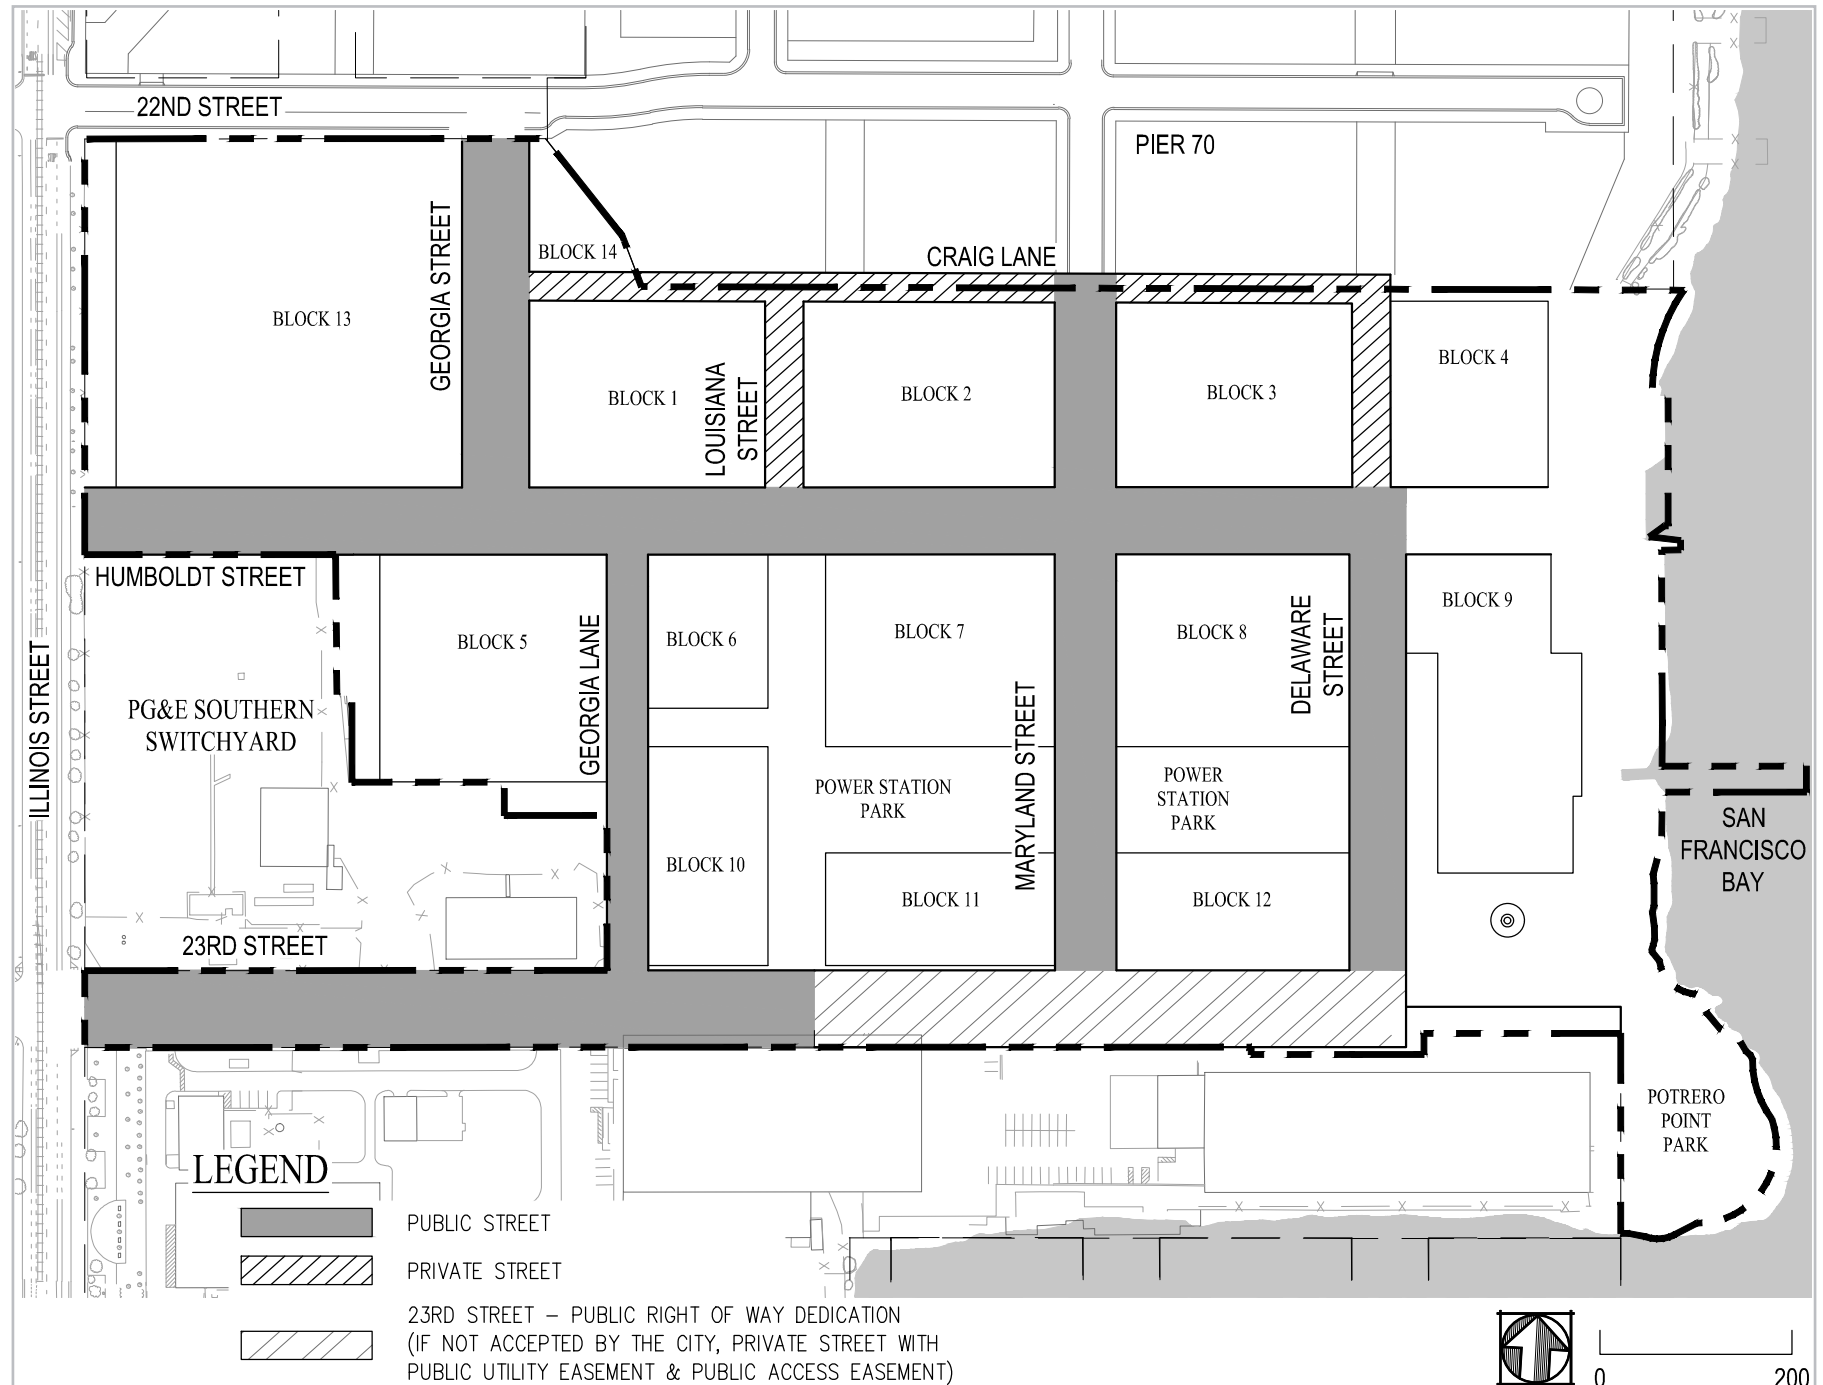 22ND STREET
PIER 70
GEORGIA STREET
BLOCK 14
CRAIG LANE
BLOCK 13
LOUISIANA
STREET
BLOCK 1
BLOCK 2
BLOCK 3
BLOCK 4
HUMBOLDT STREET
ILLINOIS STREET
PG&E SOUTHERN
SWITCHYARD
BLOCK 5
GEORGIA LANE
BLOCK 6
BLOCK 7
MARYLAND STREET
BLOCK 8
DELAWARE
STREET
BLOCK 9
POWER STATION
PARK
POWER
STATION
PARK
SAN
FRANCISCO
BAY
BLOCK 10
BLOCK 11
BLOCK 12
23RD STREET
POTRERO
POINT
PARK
LEGEND
PUBLIC STREET
PRIVATE STREET
23RD STREET – PUBLIC RIGHT OF WAY DEDICATION
(IF NOT ACCEPTED BY THE CITY, PRIVATE STREET WITH
PUBLIC UTILITY EASEMENT & PUBLIC ACCESS EASEMENT)
0 200